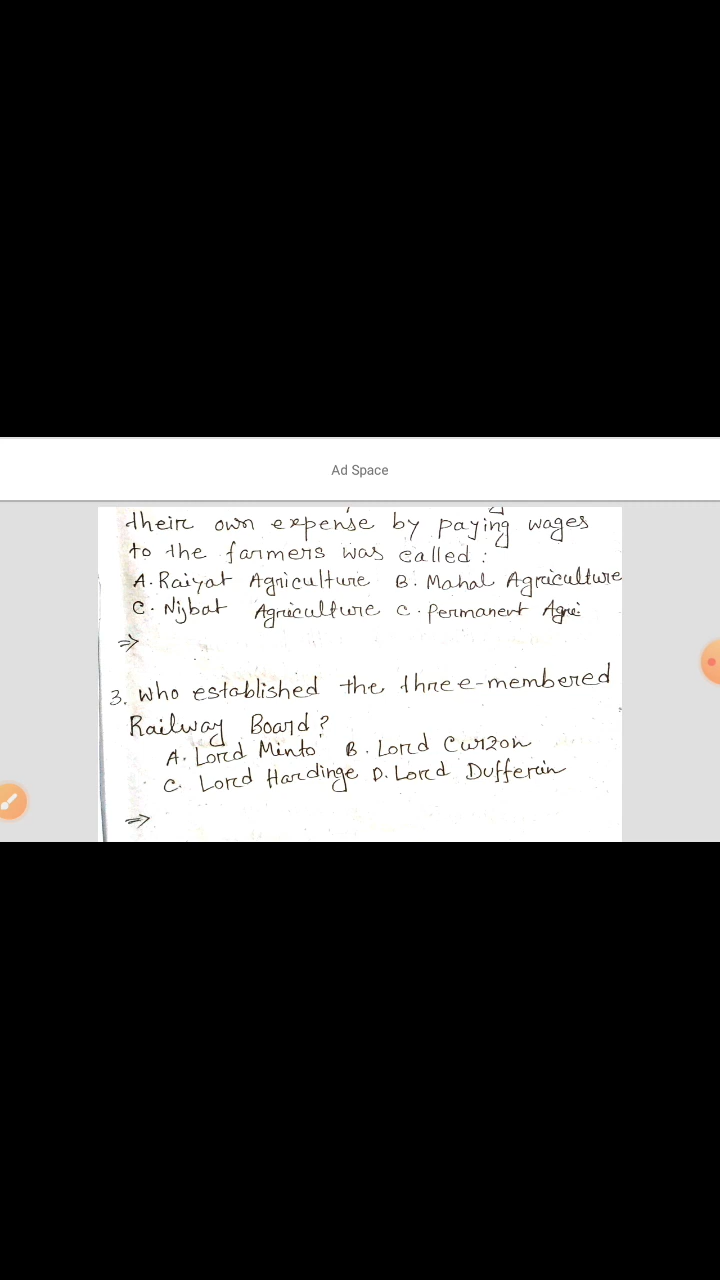 Ad Space
their own expense by paying wages
to the farmers was called :
A. Raiyat Agriculture B. Mahal Agriculture
C. Nijbat Agriculture C. Permanent Agri
⇒
3. Who established the three-membered
Railway Board?
A. Lord Minto B. Lord Curzon
C. Lord Hardinge D. Lord Dufferin
⇒